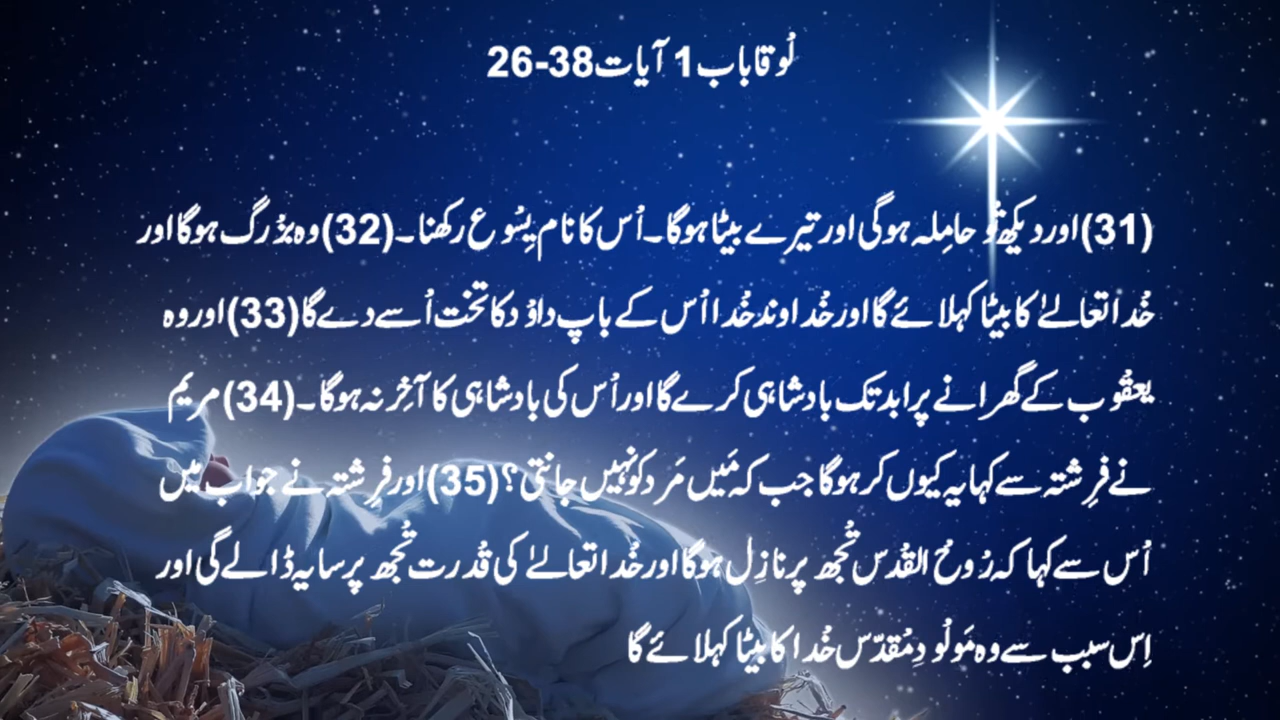 لُوقا باب 1 آیات 38-26
(31) اور دیکھ تُو حامِلہ ہوگی اور تیرے بیٹا ہوگا۔ اُس کا نام یِسُوع رکھنا۔ (32) وہ بزُرگ ہوگا اور
خُدا تعالےٰ کا بیٹا کہلائے گا اور خُداوند خُدا اُس کے باپ داؤد کا تخت اُسے دے گا (33) اور وہ
یعقُوب کے گھرانے پر ابد تک بادشاہی کرے گا اور اُس کی بادشاہی کا آخِر نہ ہوگا۔ (34) مریم
نے فرِشتہ سے کہا یہ کیوں کر ہوگا جب کہ مَیں مَرد کو نہیں جانتی؟ (35) اور فرِشتہ نے جواب میں
اُس سے کہا کہ رُوحُ القُدس تُجھ پر نازِل ہوگا اور خُدا تعالےٰ کی قُدرت تُجھ پر سایہ ڈالے گی اور
اِس سبب سے وہ مَولُودِ مُقدّس خُدا کا بیٹا کہلائے گا